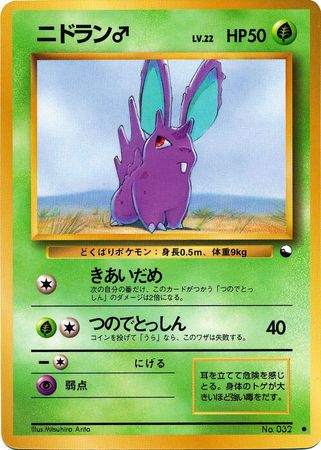 ニドラン♂ LV.22 HP50
どくばりポケモン：身長0.5m、体重9kg
きあいだめ
次の自分の番だけ、このカードがつかう「つのでとっ
しん」のダメージは2倍になる。
つのでとっしん 40
コインを投げて「うら」なら、このワザは失敗する。
にげる
弱点
耳を立てて危険を感じ
とる。身体のトゲが大
きいほど強い毒をだす。
Illus.Mitsuhiro Arita No. 032